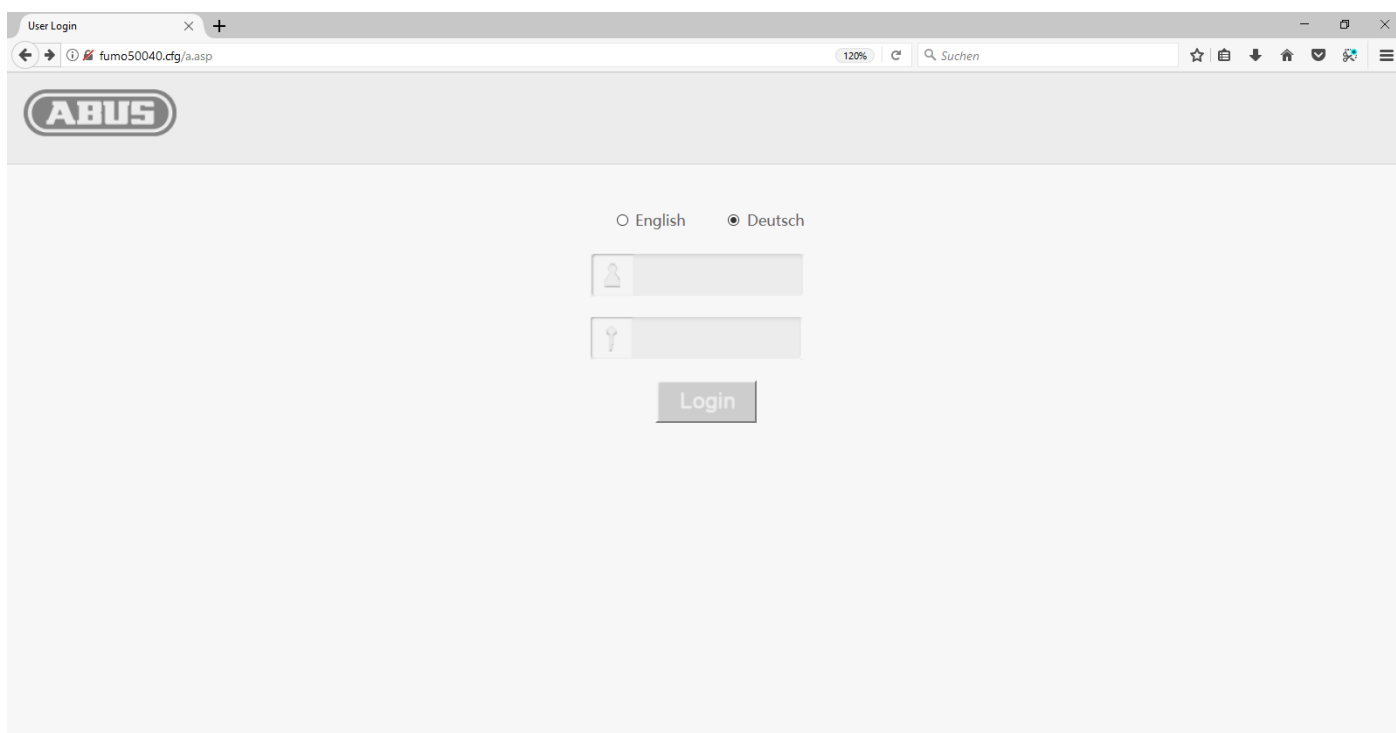 User Login
fumo50040.cfg/a.asp 120% Suchen
ABUS
English Deutsch
Login